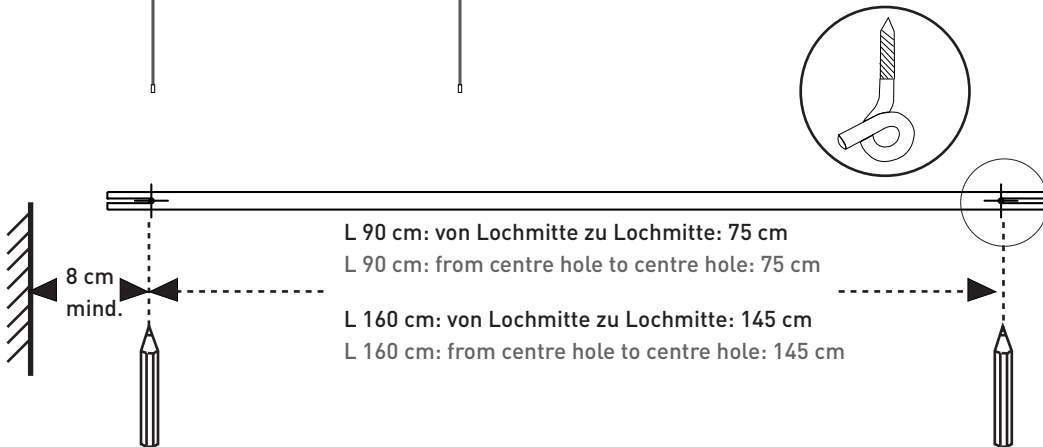 L 90 cm: von Lochmitte zu Lochmitte: 75 cm
L 90 cm: from centre hole to centre hole: 75 cm
8 cm
mind.
L 160 cm: von Lochmitte zu Lochmitte: 145 cm
L 160 cm: from centre hole to centre hole: 145 cm